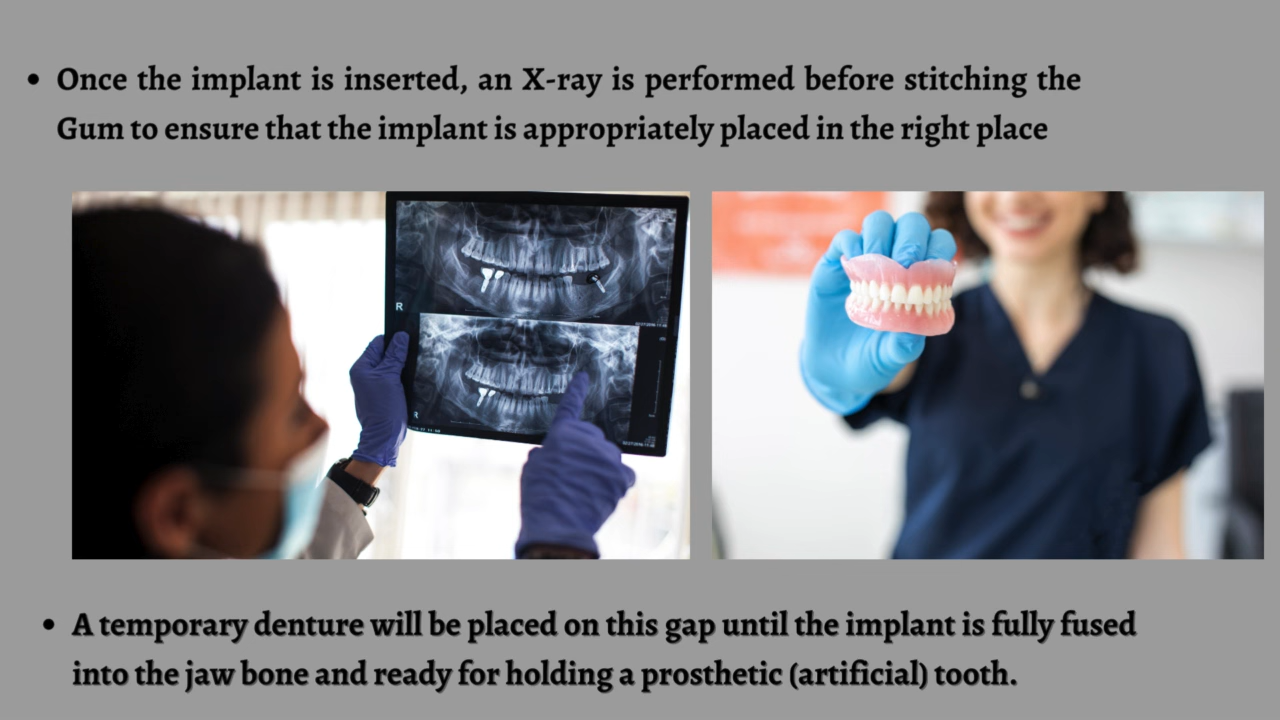 • Once the implant is inserted, an X-ray is performed before stitching the
Gum to ensure that the implant is appropriately placed in the right place
R
R
• A temporary denture will be placed on this gap until the implant is fully fused
into the jaw bone and ready for holding a prosthetic (artificial) tooth.